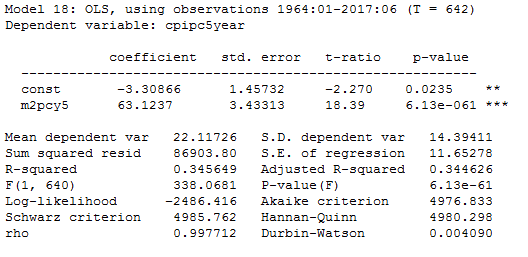 Model 18: OLS, using observations 1964:01-2017:06 (T = 642)
Dependent variable: cpipc5year
coefficient std. error t-ratio p-value
---------------------------------------------------------
const -3.30866 1.45732 -2.270 0.0235 **
m2pcy5 63.1237 3.43313 18.39 6.13e-061 ***
Mean dependent var 22.11726 S.D. dependent var 14.39411
Sum squared resid 86903.80 S.E. of regression 11.65278
R-squared 0.345649 Adjusted R-squared 0.344626
F(1, 640) 338.0681 P-value(F) 6.13e-61
Log-likelihood -2486.416 Akaike criterion 4976.833
Schwarz criterion 4985.762 Hannan-Quinn 4980.298
rho 0.997712 Durbin-Watson 0.004090